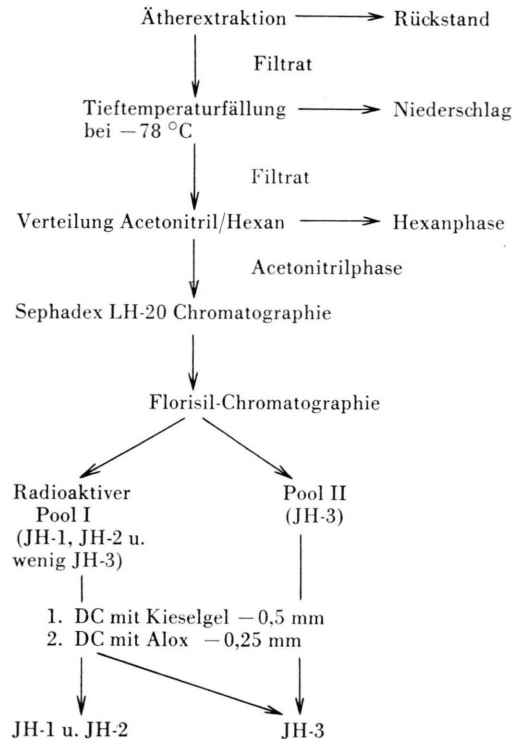 Ätherextraktion Rückstand
Filtrat
Tieftemperaturfällung Niederschlag
bei −78 °C
Filtrat
Verteilung Acetonitril/Hexan Hexanphase
Acetonitrilphase
Sephadex LH-20 Chromatographie
Florisil-Chromatographie
Radioaktiver Pool II
Pool I (JH-3)
(JH-1, JH-2 u.
wenig JH-3)
1. DC mit Kieselgel −0,5 mm
2. DC mit Alox −0,25 mm
JH-1 u. JH-2 JH-3